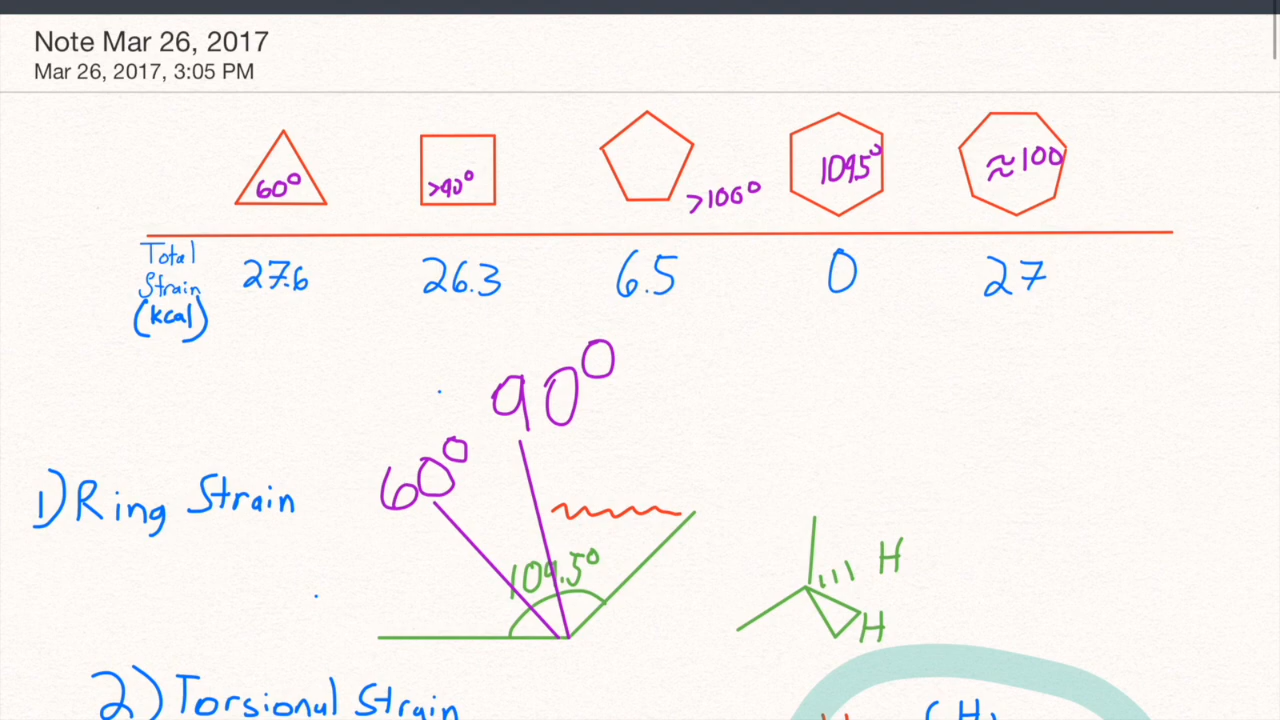 Note Mar 26, 2017
Mar 26, 2017, 3:05 PM
60° >90° >100° 109.5° ≈100
Total Strain (kcal) 27.6 26.3 6.5 0 27
90°
60°
1) Ring Strain
109.5°
H
H
2) Torsional Strain